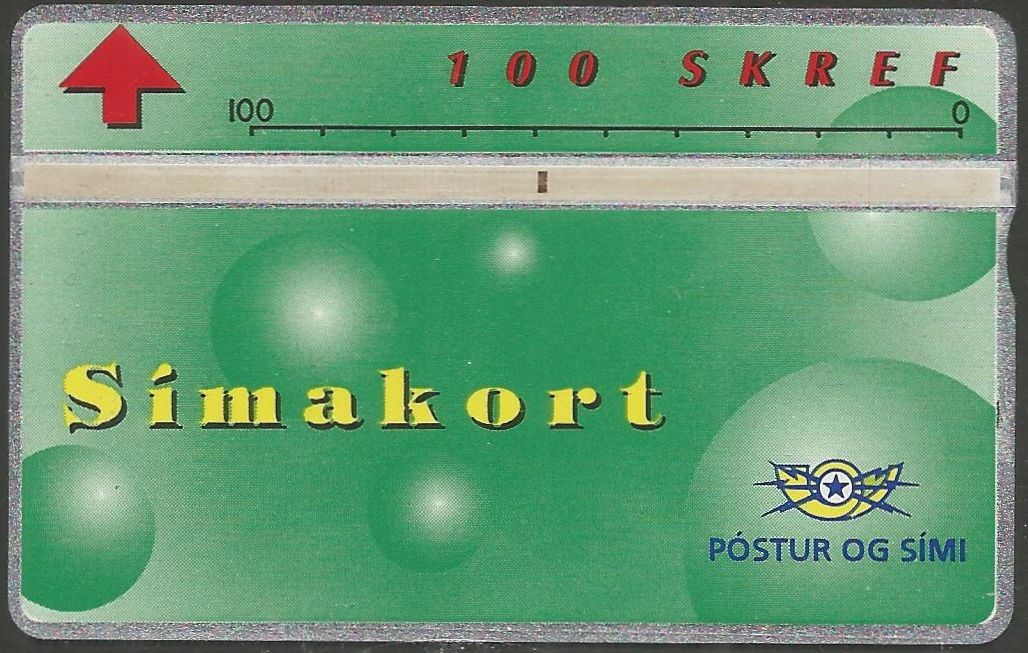 100 SKREF
100 0
Símakort
PÓSTUR OG SÍMI